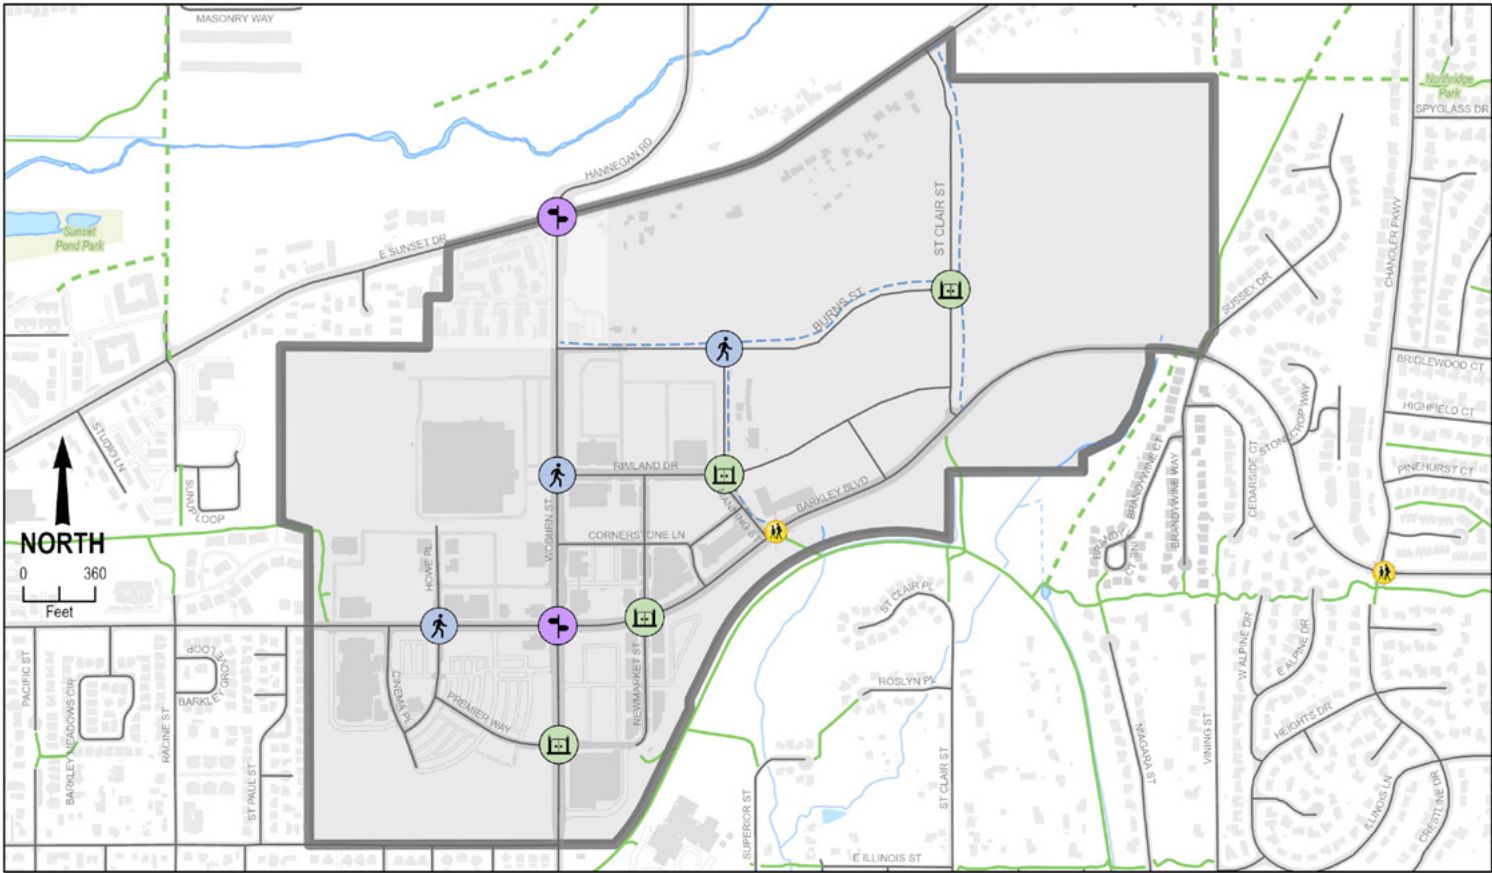 MASONRY WAY
Northridge
Park
SPYGLASS DR
HANNEGAN RD
CHANDLER PKWY
Sunset
Pond Park
E SUNSET DR
ST CLAIR ST
SUSSEX DR
BURNS ST
BRIDLEWOOD CT
HIGHFIELD CT
STONECROP WAY
STUDIO LN
CEDARSIDE CT
PINEHURST CT
RIMLAND DR
BRANDYWINE CT
BRANDYWINE WAY
BARKLEY BLVD
SUNUP LOOP
WOBURN ST
CORNERSTONE LN
NORTH
HOWE PL
0 360
Feet
ST CLAIR PL
W ALPINE DR
E ALPINE DR
PACIFIC ST
BARKLEY MEADOWS CIR
RACINE ST
BARKLEY GROVE LOOP
CINEMA PL
PREMIER WAY
NEWMARKET ST
ROSLYN PL
HEIGHTS DR
NIAGARA ST
VINING ST
ST PAUL ST
SUPERIOR ST
ST CLAIR ST
ILLINOIS LN
CRESTLINE DR
E ILLINOIS ST